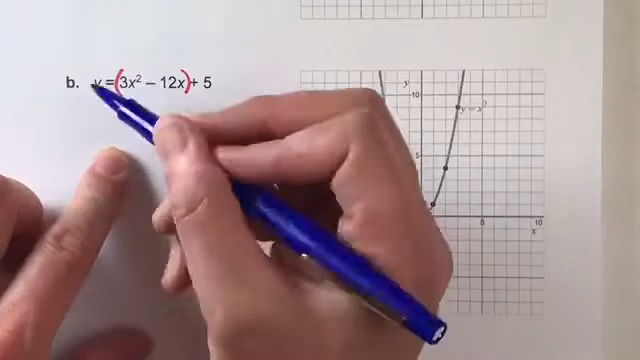 b. y = (3x² – 12x) + 5
y
10
y = x²
5
5
10
x